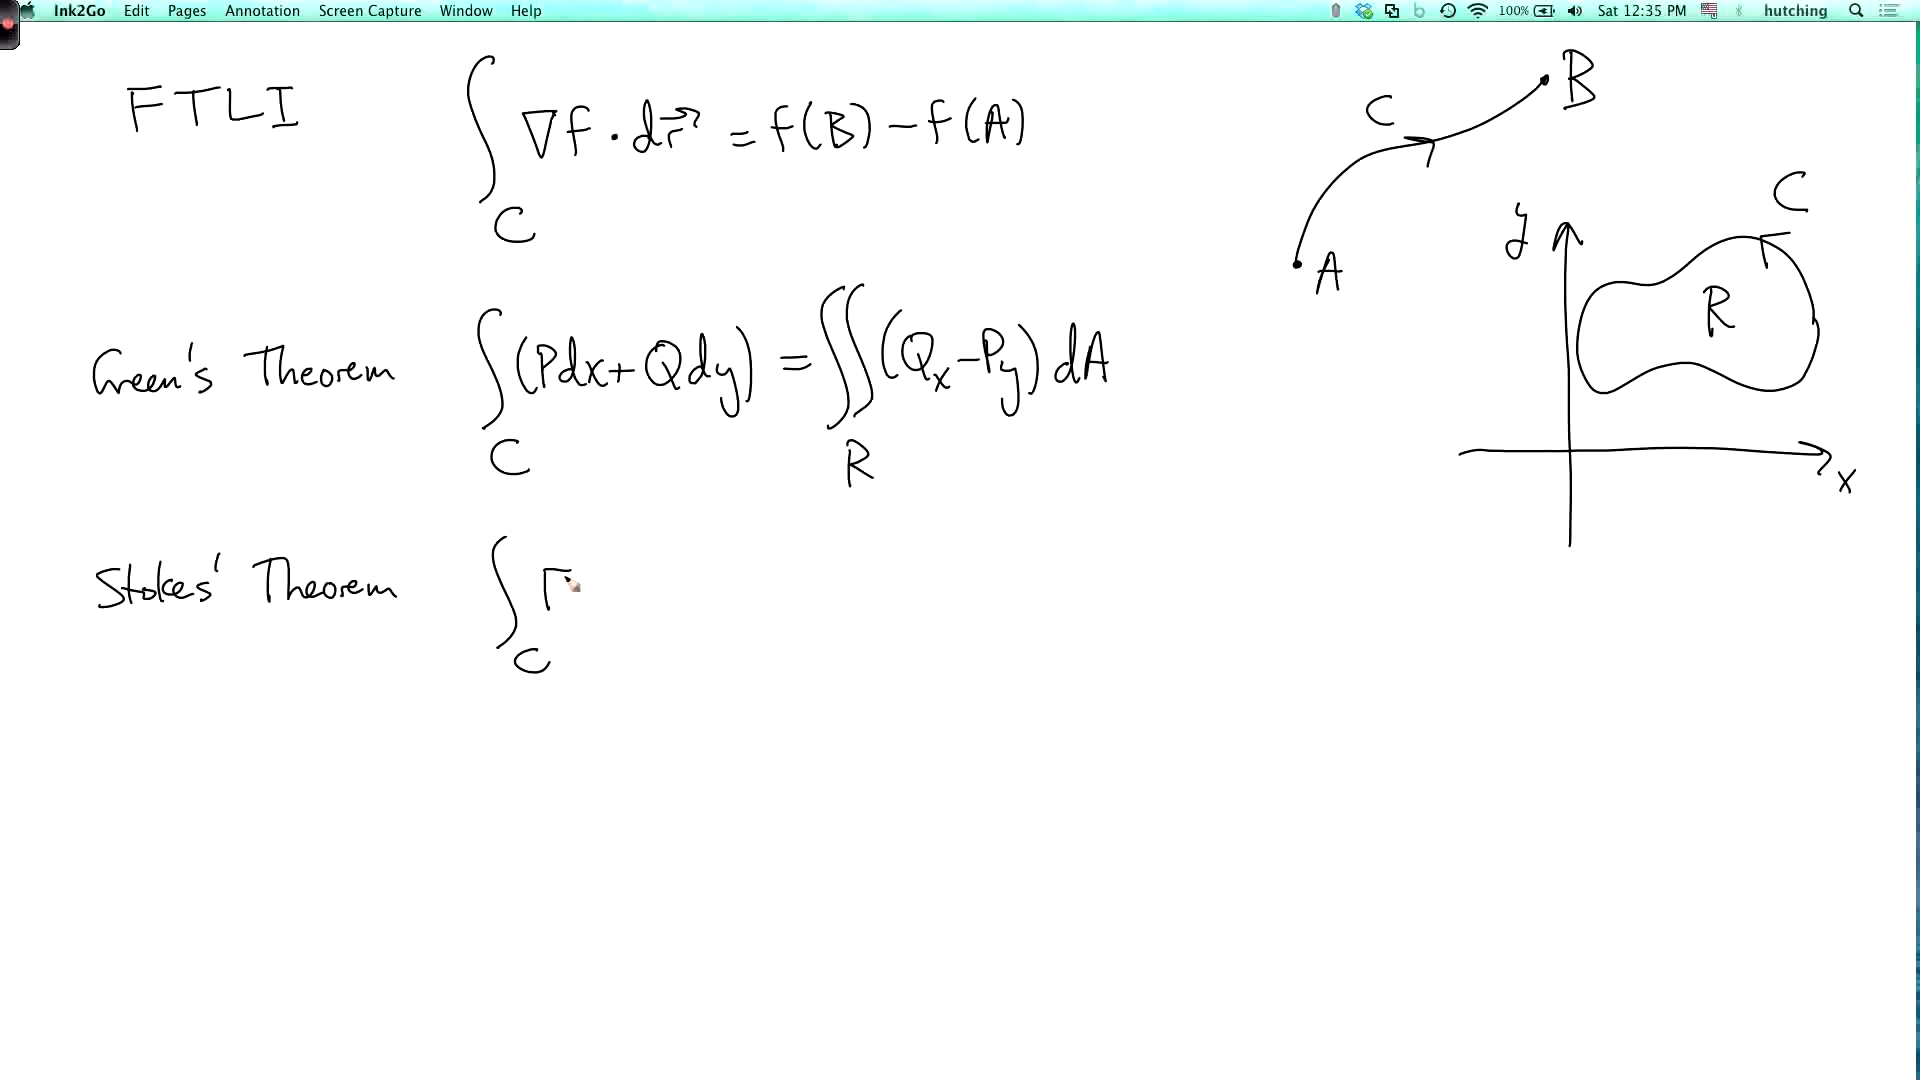 Ink2Go Edit Pages Annotation Screen Capture Window Help 100% Sat 12:35 PM hutching
FTLI ∫_C ∇f · dr⃗ = f(B) − f(A)
C B
A
y C
R
x
Green's Theorem ∫_C (Pdx + Qdy) = ∬_R (Q_x − P_y) dA
Stokes' Theorem ∫_C